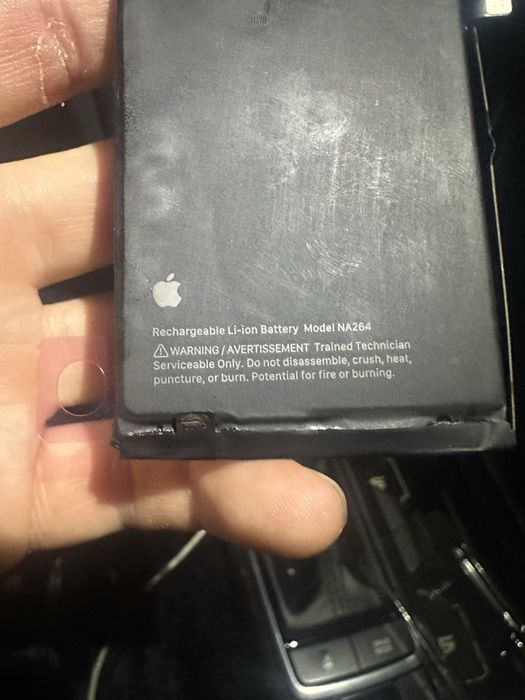 Rechargeable Li-ion Battery Model NA264
WARNING / AVERTISSEMENT Trained Technician
Serviceable Only. Do not disassemble, crush, heat,
puncture, or burn. Potential for fire or burning.